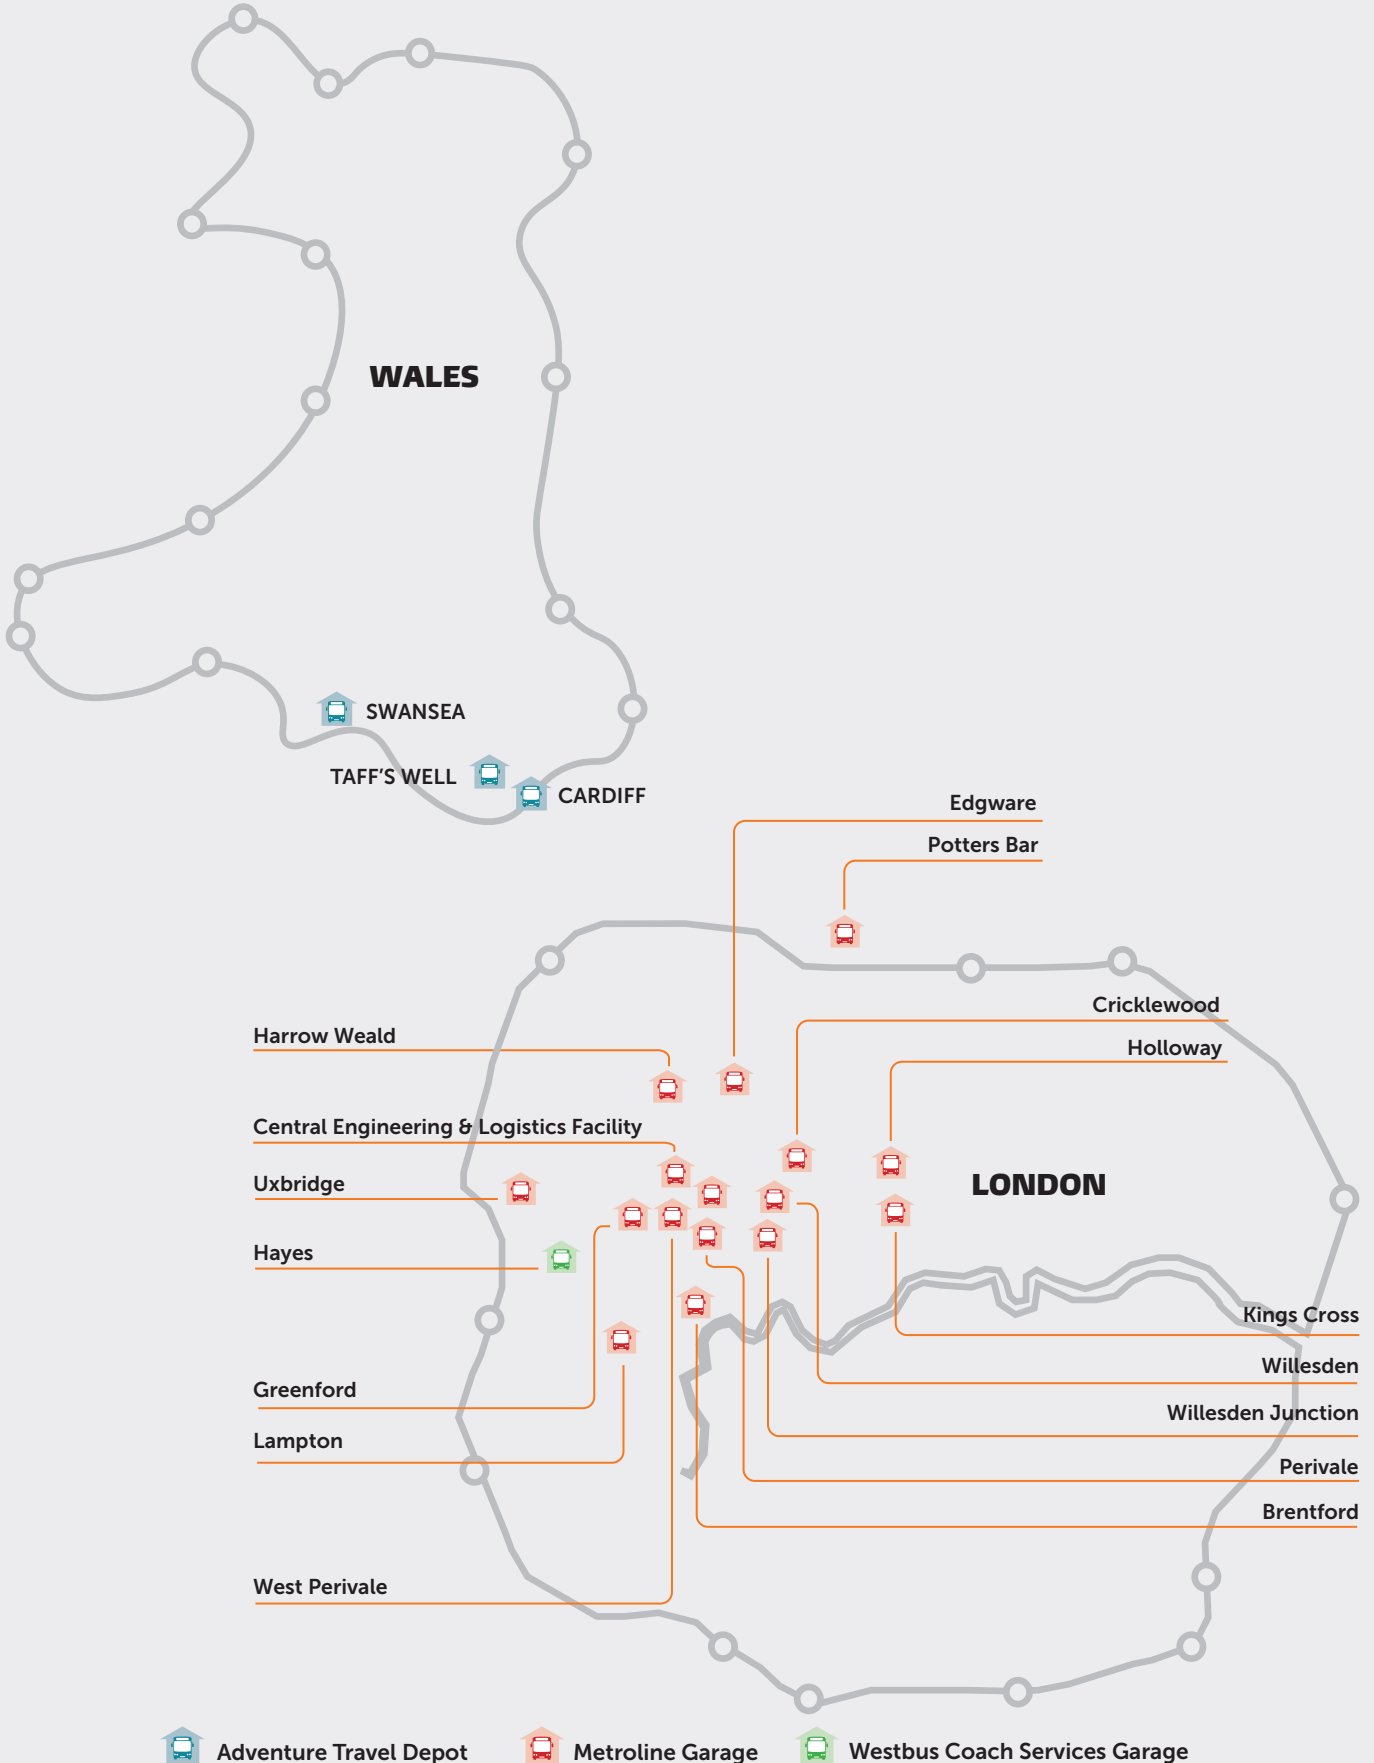 WALES
SWANSEA
TAFF'S WELL
CARDIFF
Edgware
Potters Bar
Cricklewood
Harrow Weald
Holloway
Central Engineering & Logistics Facility
Uxbridge
LONDON
Hayes
Kings Cross
Willesden
Greenford
Willesden Junction
Lampton
Perivale
Brentford
West Perivale
Adventure Travel Depot
Metroline Garage
Westbus Coach Services Garage